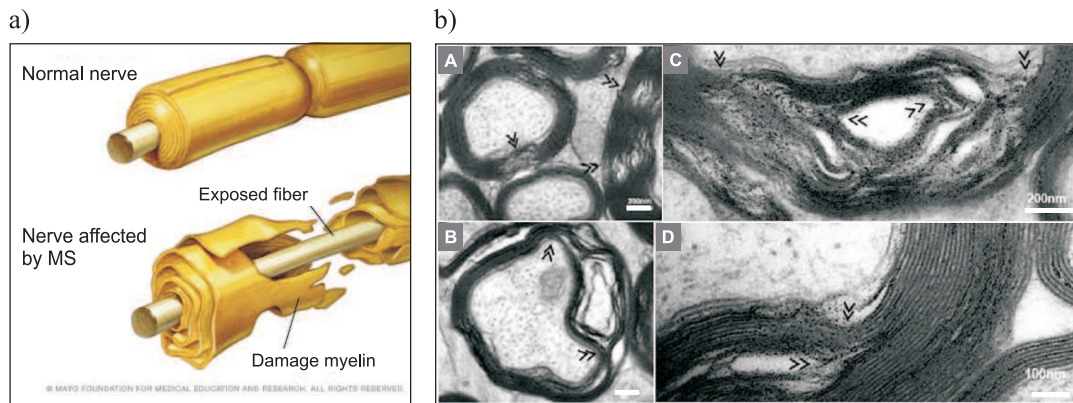 a)
Normal nerve
Exposed fiber
Nerve affected
by MS
Damage myelin
© MAYO FOUNDATION FOR MEDICAL EDUCATION AND RESEARCH. ALL RIGHTS RESERVED.
b)
A
C
200nm
B
D
100nm